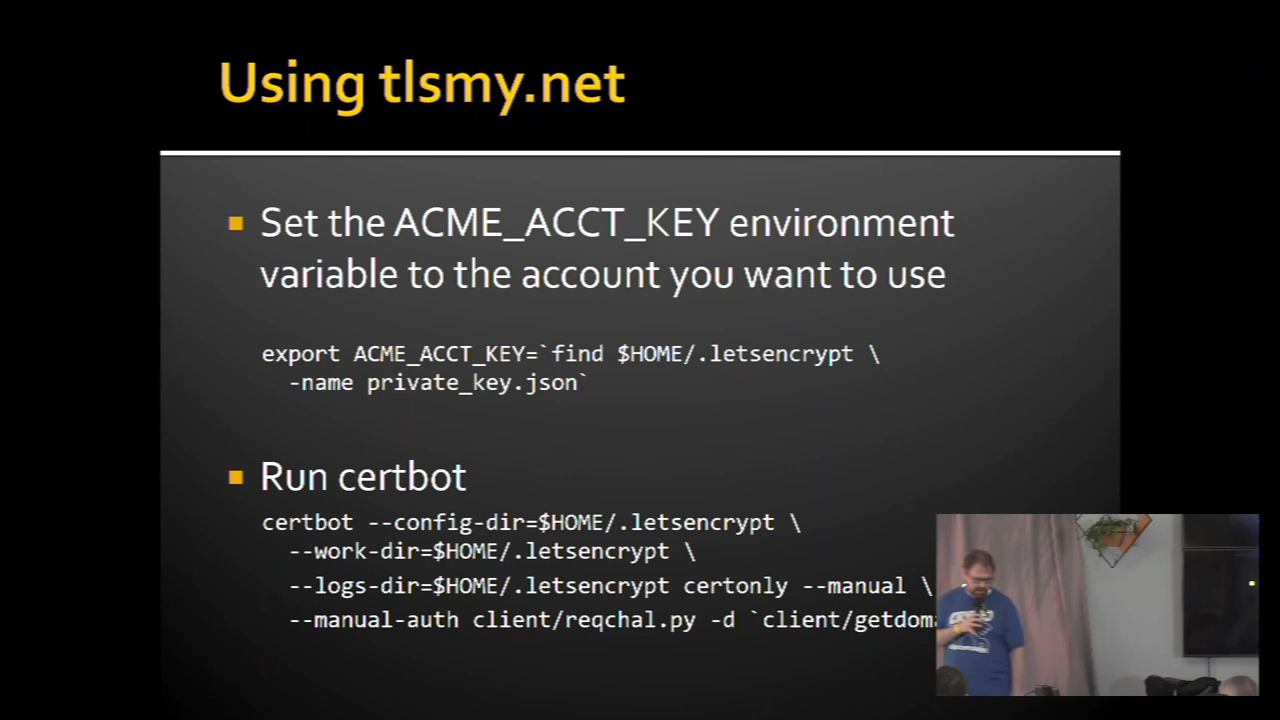 Using tlsmy.net
Set the ACME_ACCT_KEY environment
variable to the account you want to use
export ACME_ACCT_KEY=`find $HOME/.letsencrypt \
-name private_key.json`
Run certbot
certbot --config-dir=$HOME/.letsencrypt \
--work-dir=$HOME/.letsencrypt \
--logs-dir=$HOME/.letsencrypt certonly --manual \
--manual-auth client/reqchal.py -d